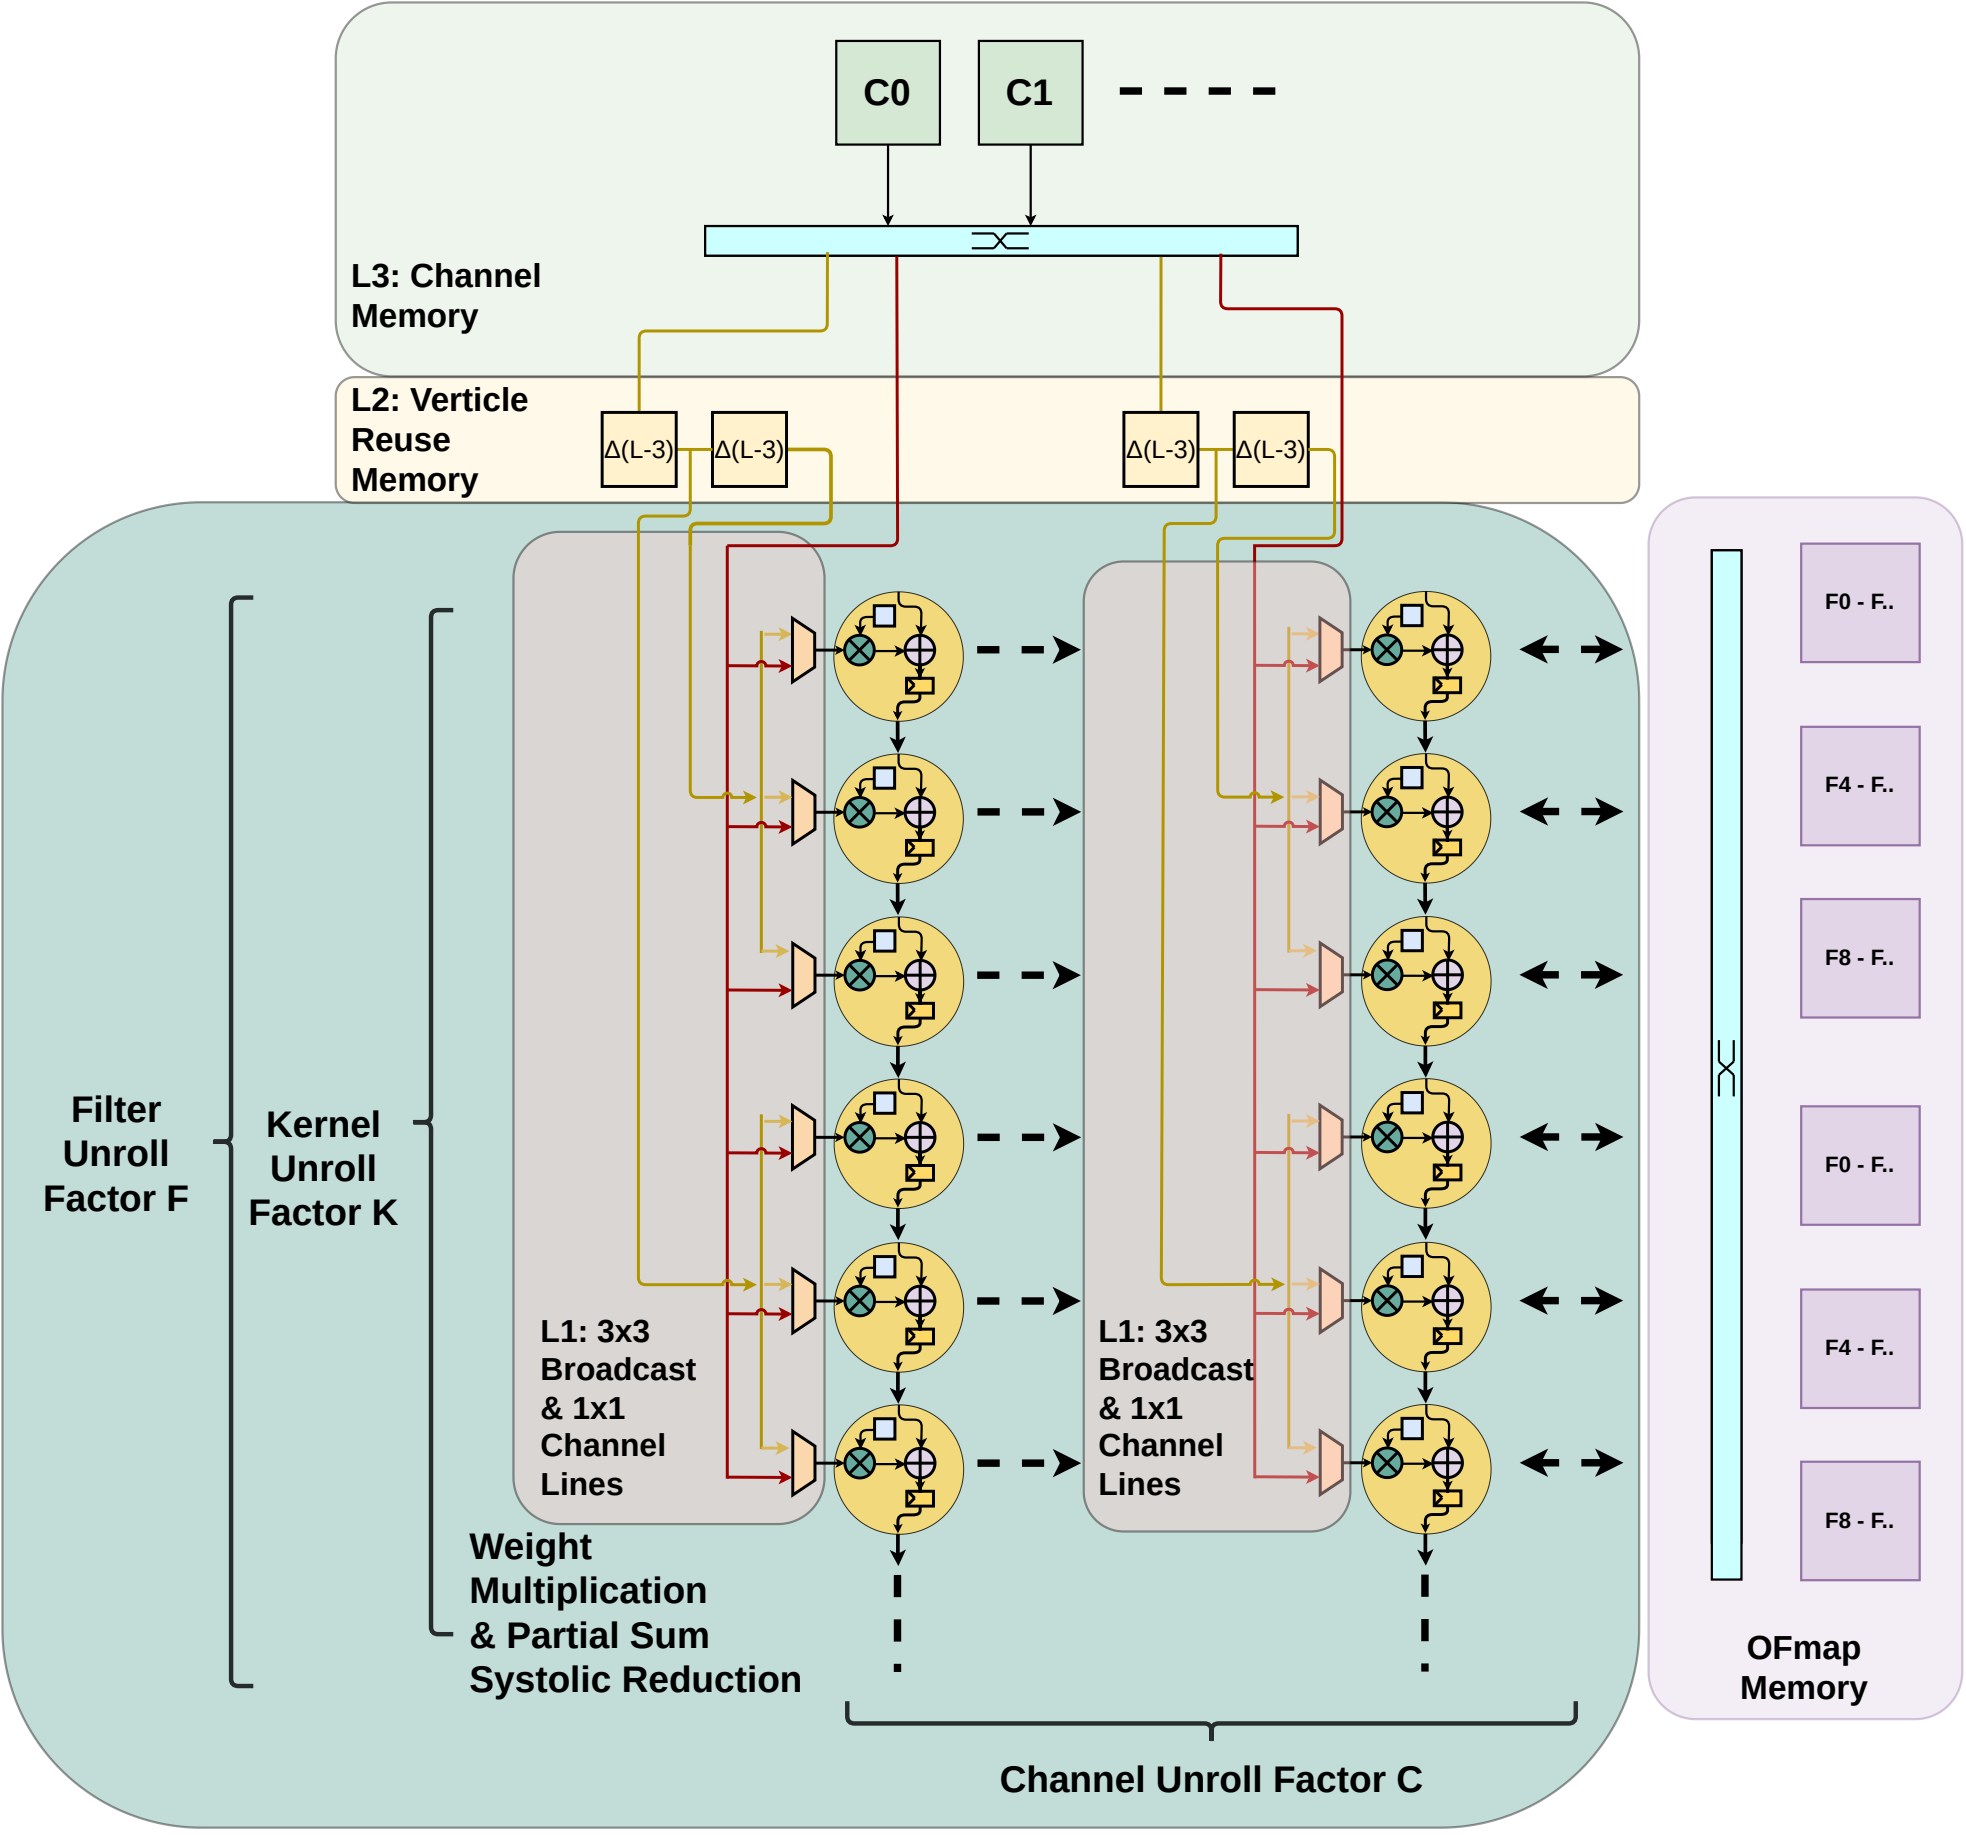 C0
C1
L3: Channel
Memory
L2: Verticle
Reuse
Memory
Δ(L-3)
Δ(L-3)
Δ(L-3)
Δ(L-3)
F0 - F..
F4 - F..
F8 - F..
F0 - F..
F4 - F..
F8 - F..
OFmap
Memory
Filter
Unroll
Factor F
Kernel
Unroll
Factor K
L1: 3x3
Broadcast
& 1x1
Channel
Lines
L1: 3x3
Broadcast
& 1x1
Channel
Lines
Weight
Multiplication
& Partial Sum
Systolic Reduction
Channel Unroll Factor C